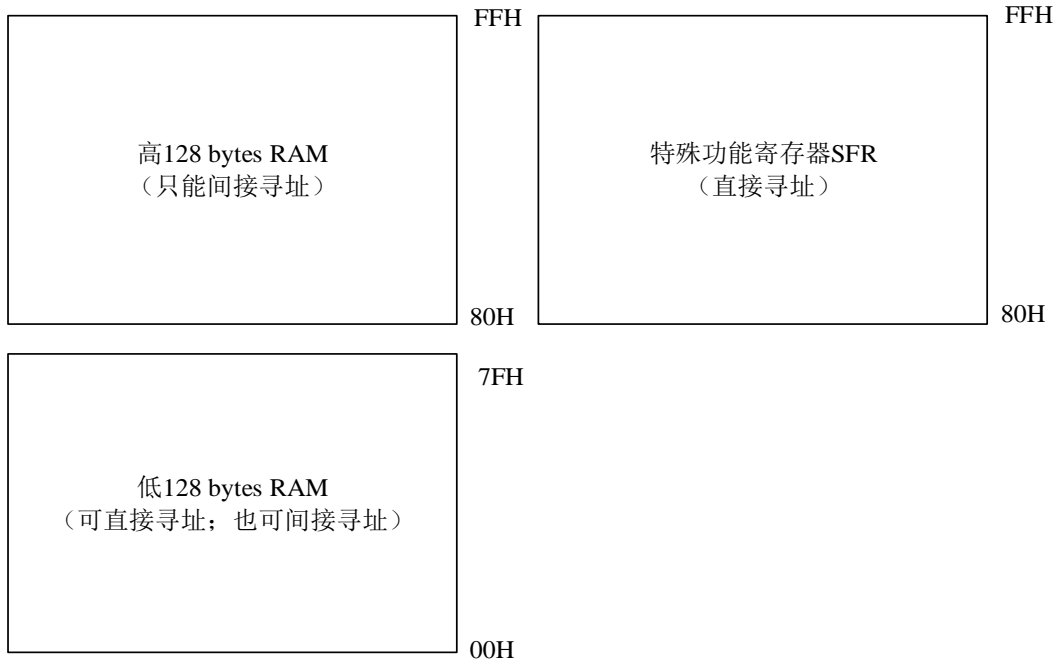 FFH
高128 bytes RAM
（只能间接寻址）
80H
FFH
特殊功能寄存器SFR
（直接寻址）
80H
7FH
低128 bytes RAM
（可直接寻址；也可间接寻址）
00H